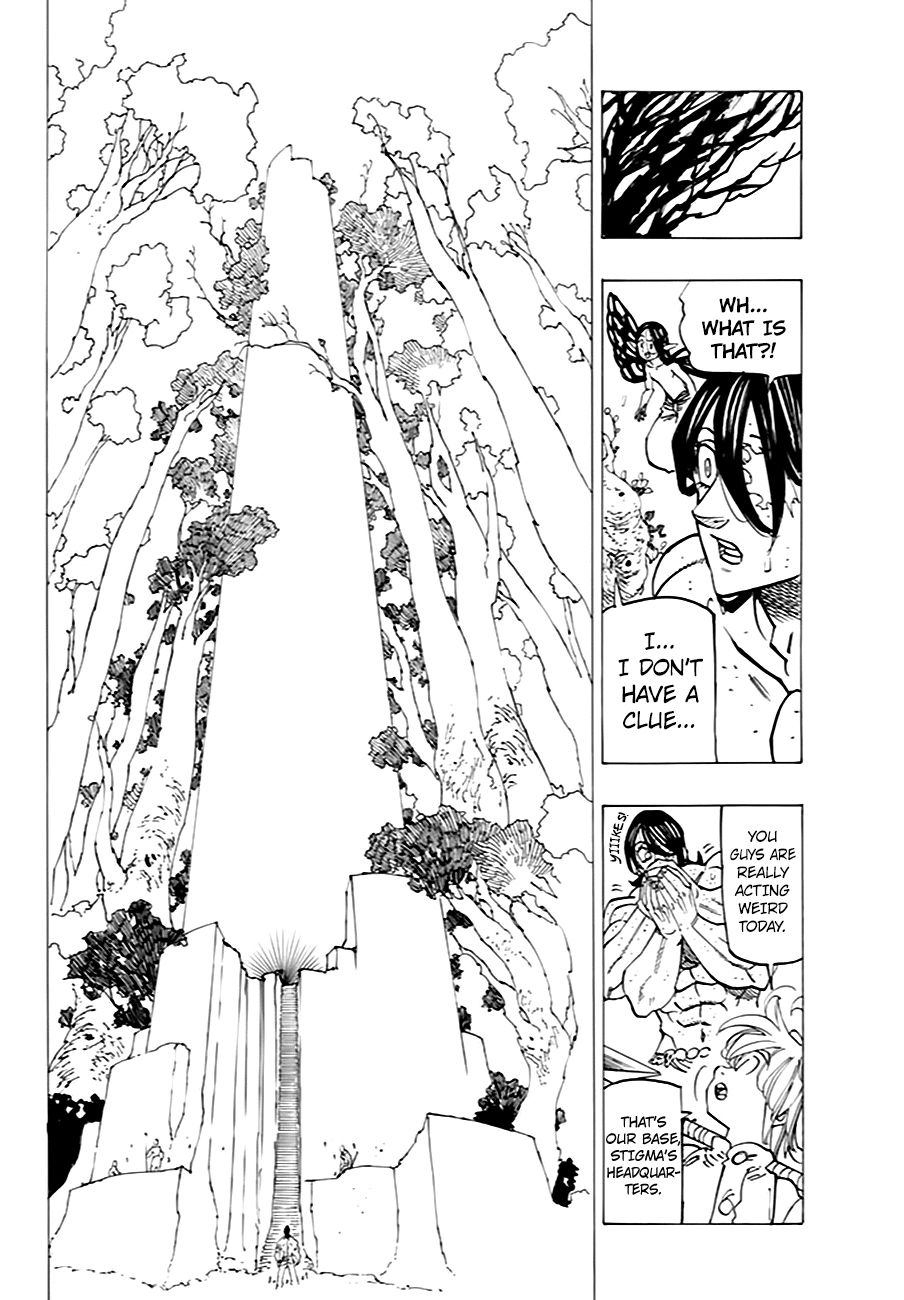 WH...
WHAT IS
THAT?!
I...
I DON'T
HAVE A
CLUE...
YOU
GUYS ARE
REALLY
ACTING
WEIRD
TODAY.
YIIIKES!
THAT'S
OUR BASE,
STIGMA'S
HEADQUAR-
TERS.